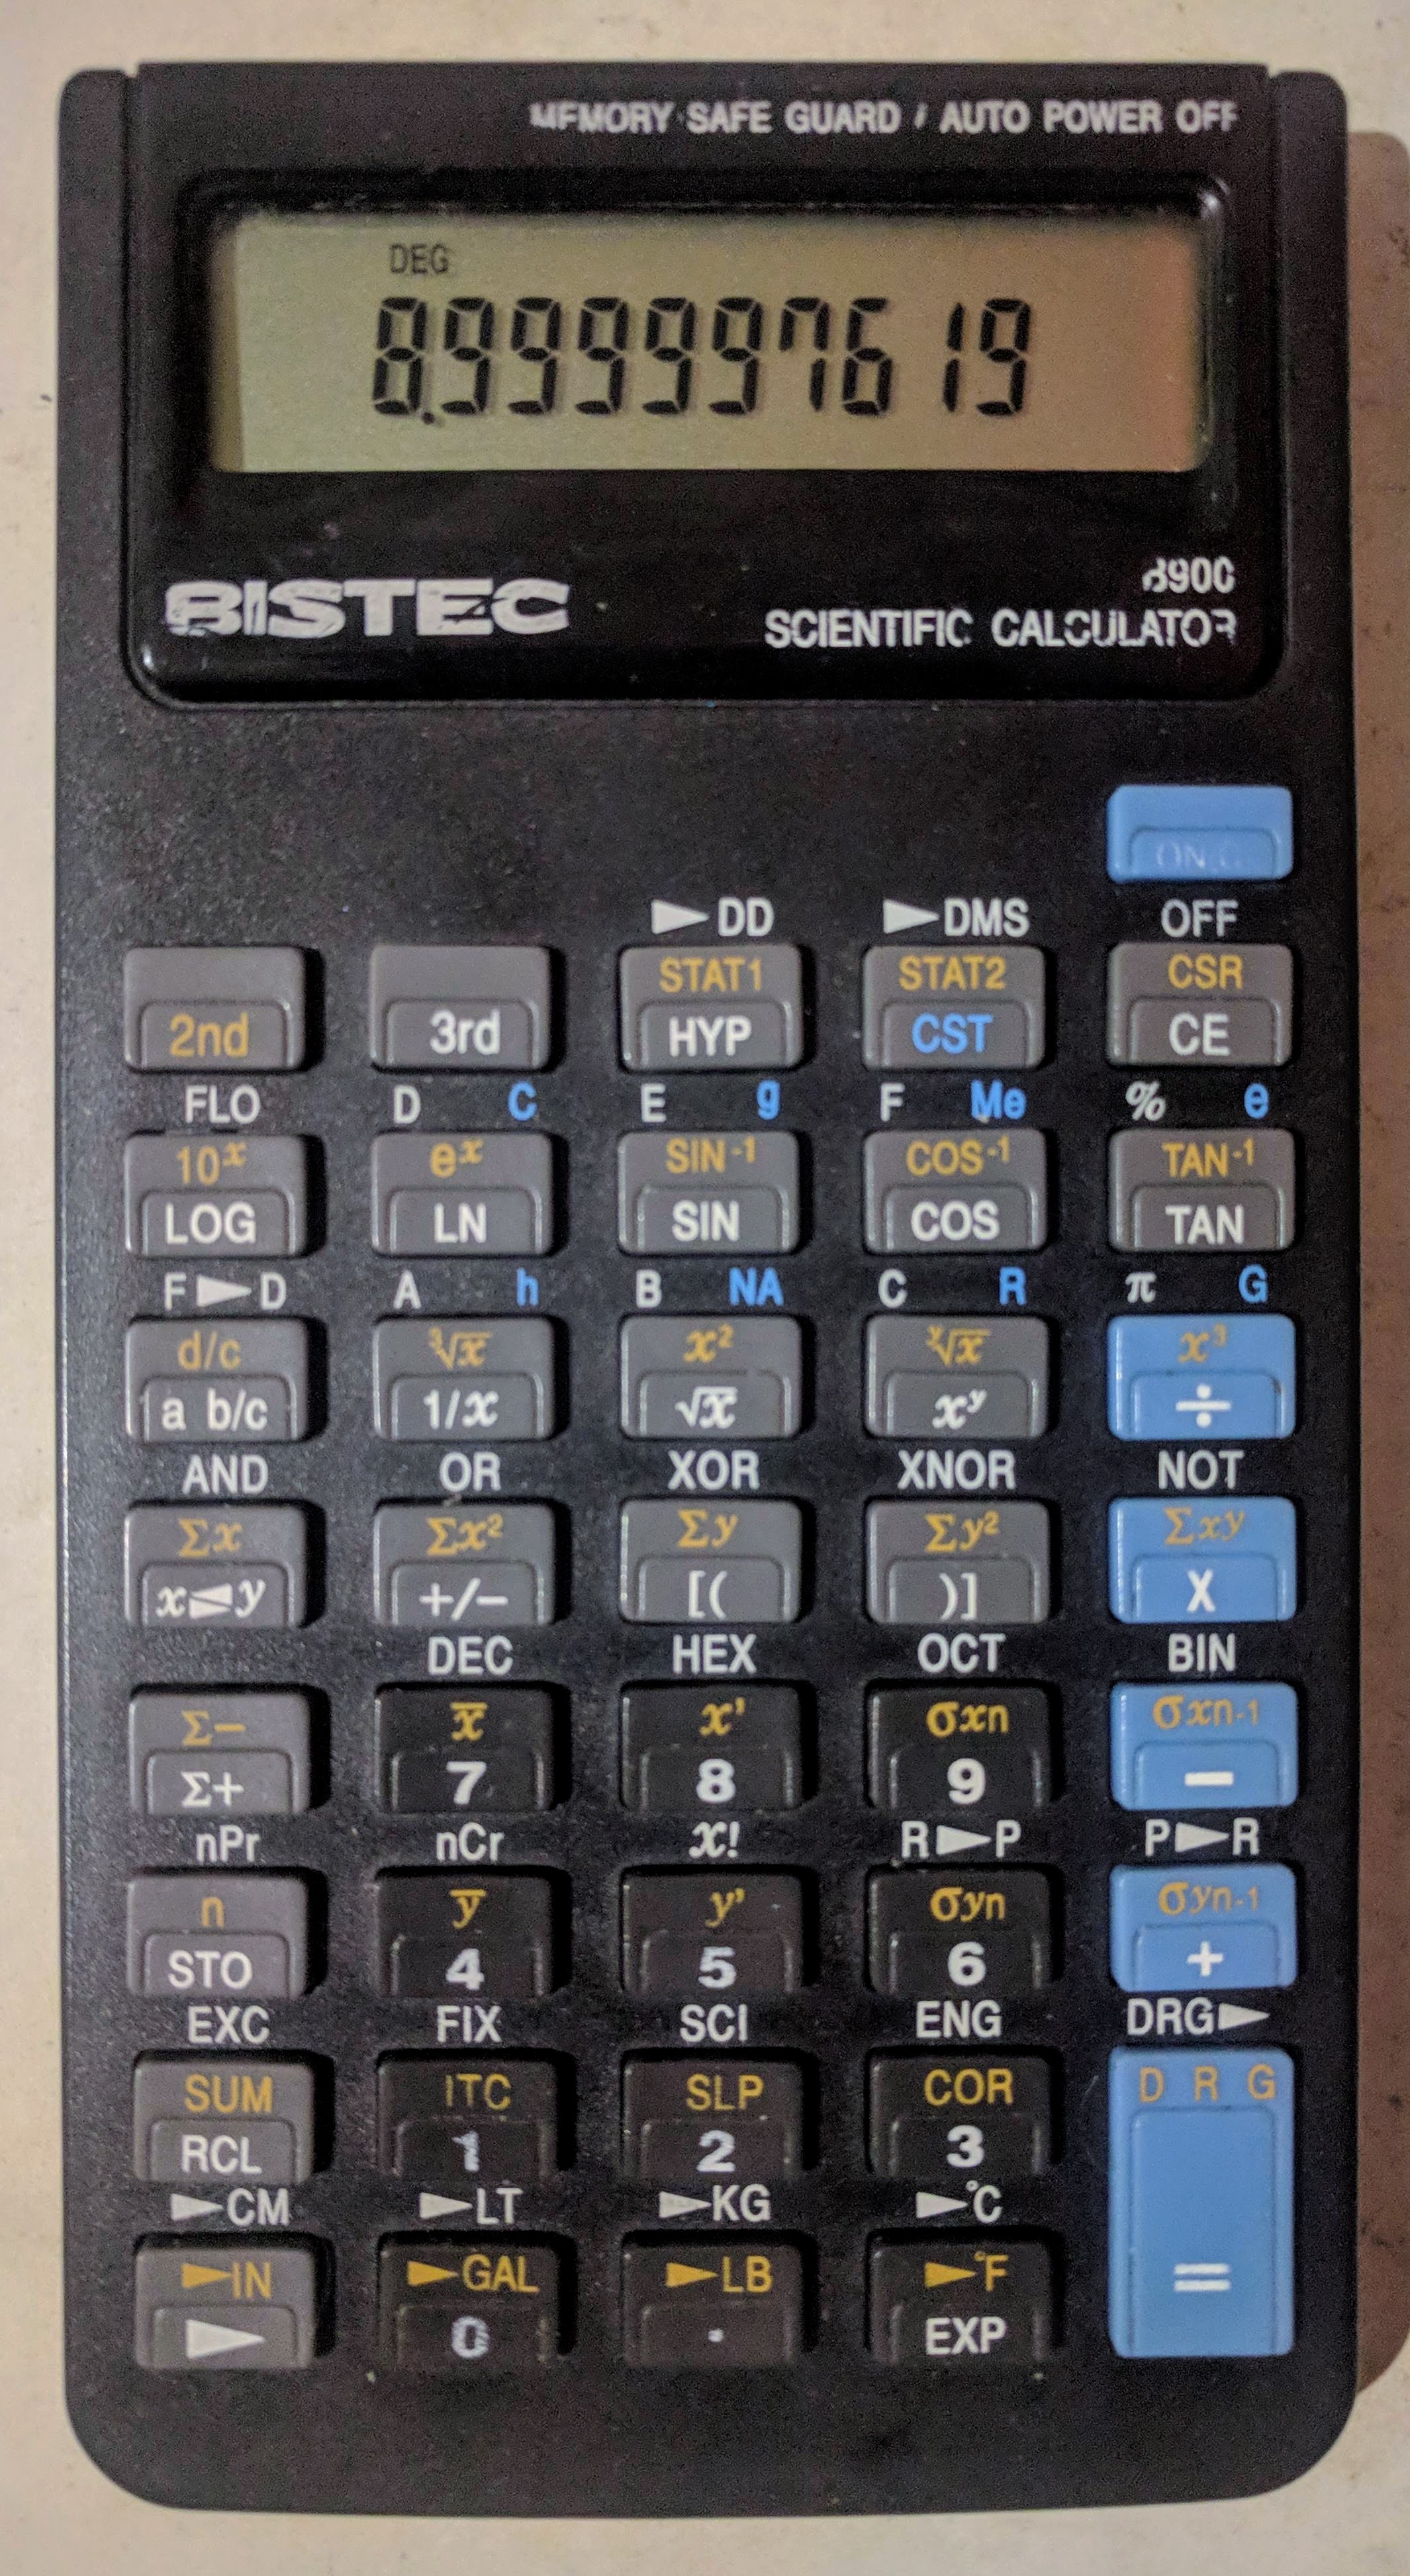 MEMORY SAFE GUARD / AUTO POWER OFF
DEG
8.999997619
BISTEC
8900
SCIENTIFIC CALCULATOR
ON/C
►DD ►DMS OFF
STAT1 STAT2 CSR
2nd 3rd HYP CST CE
FLO D C E g F Me % e
10ˣ eˣ SIN⁻¹ COS⁻¹ TAN⁻¹
LOG LN SIN COS TAN
F►D A h B NA C R π G
d/c ³√x x² ʸ√x x³
a b/c 1/x √x xʸ ÷
AND OR XOR XNOR NOT
Σx Σx² Σy Σy² Σxy
x◄►y +/− [( )] X
DEC HEX OCT BIN
Σ− x̄ x' σxn σxn-1
Σ+ 7 8 9 −
nPr nCr x! R►P P►R
n ȳ y' σyn σyn-1
STO 4 5 6 +
EXC FIX SCI ENG DRG►
SUM ITC SLP COR D R G
RCL 1 2 3
►CM ►LT ►KG ►°C
►IN ►GAL ►LB ►°F =
► 0 . EXP